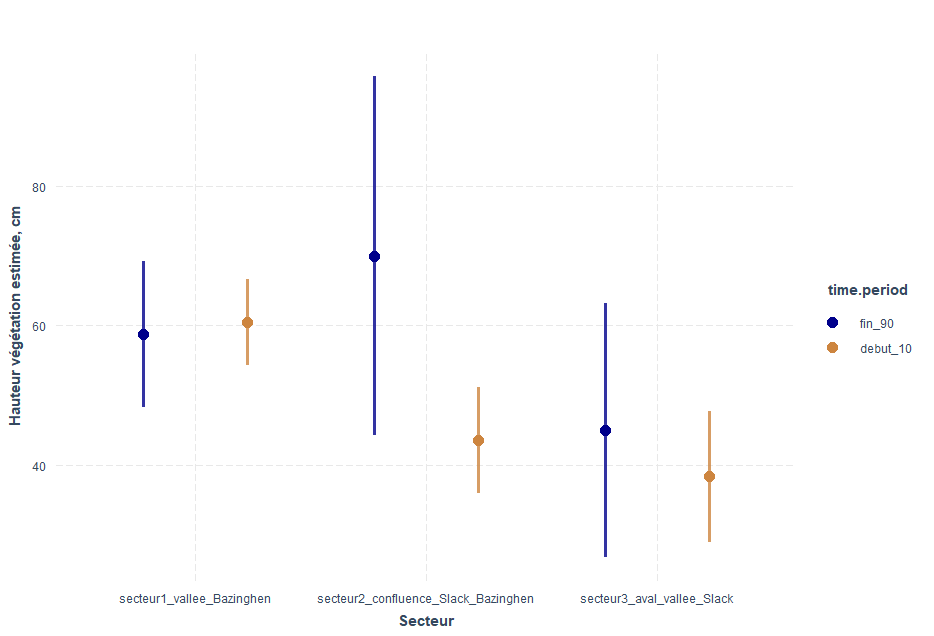 Hauteur végétation estimée, cm
80
60
40
secteur1_vallee_Bazinghen
secteur2_confluence_Slack_Bazinghen
secteur3_aval_vallee_Slack
Secteur
time.period
fin_90
debut_10